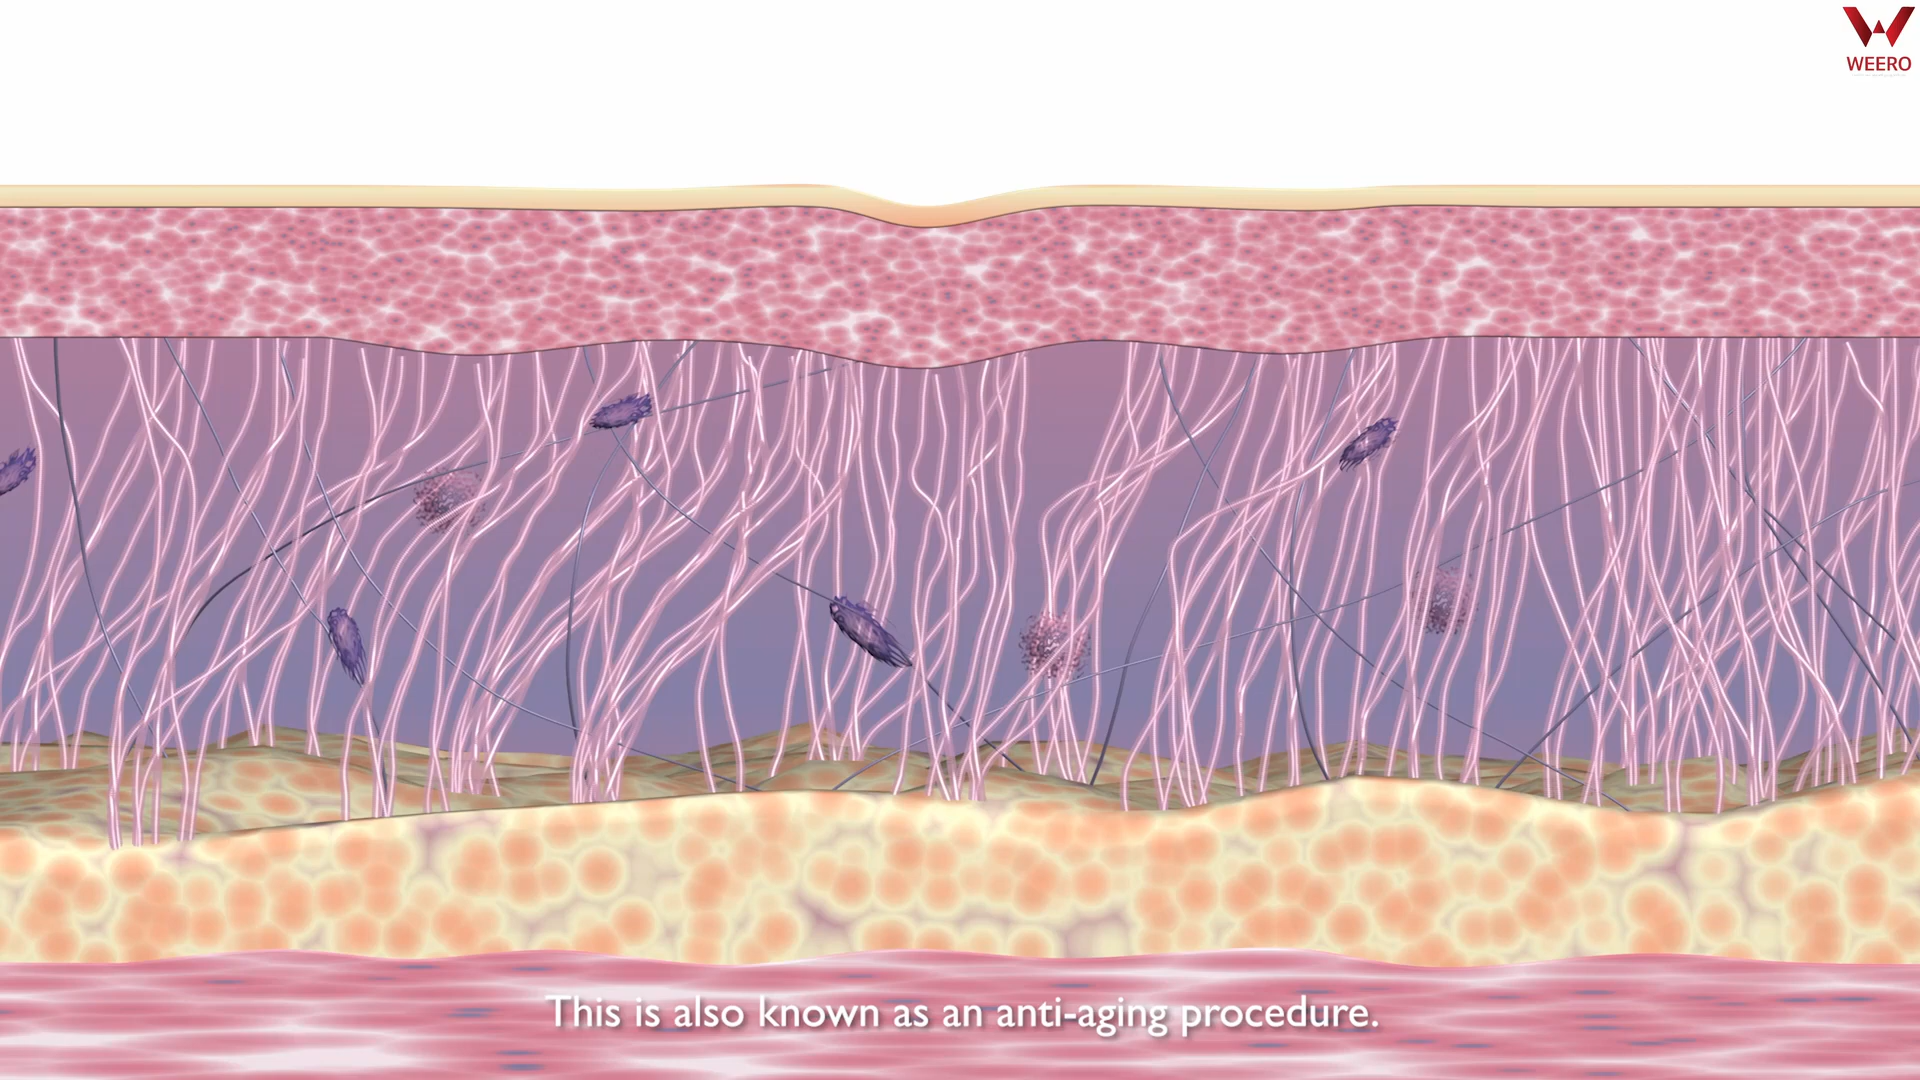 WEERO
This is also known as an anti-aging procedure.